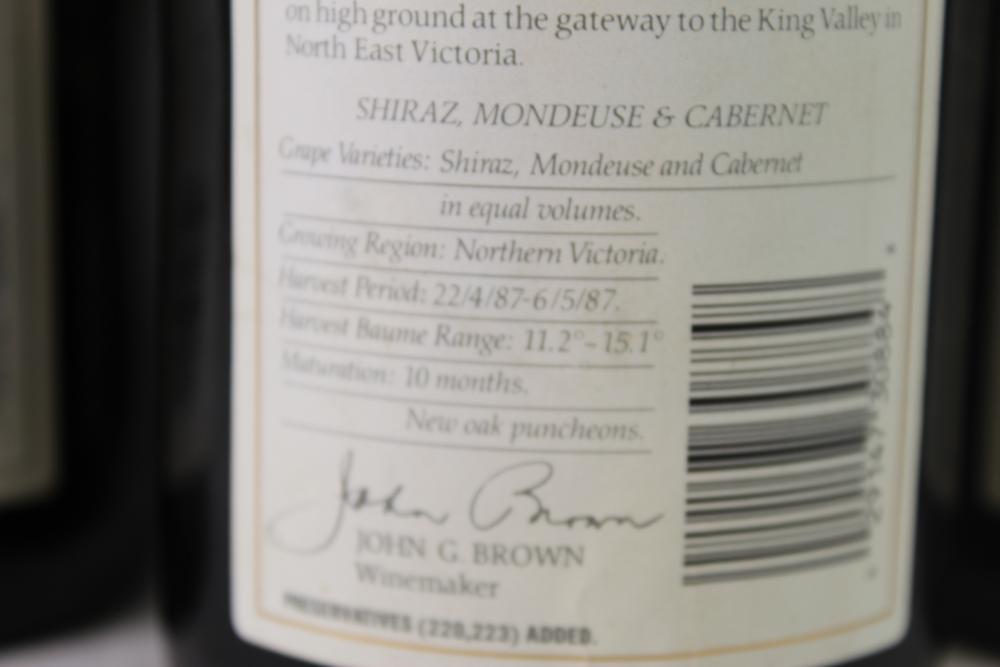 on high ground at the gateway to the King Valley in
North East Victoria.
SHIRAZ, MONDEUSE & CABERNET
Grape Varieties: Shiraz, Mondeuse and Cabernet
in equal volumes.
Growing Region: Northern Victoria.
Harvest Period: 22/4/87-6/5/87.
Harvest Baume Range: 11.2°-15.1°
Maturation: 10 months.
New oak puncheons.
John Brown
JOHN G. BROWN
Winemaker
PRESERVATIVES (220,223) ADDED.